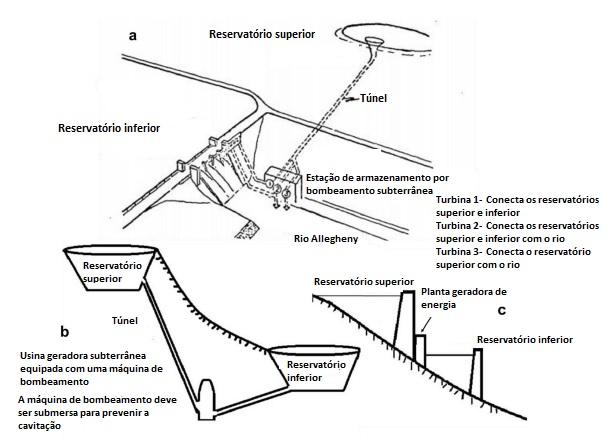 a
Reservatório superior
Túnel
Reservatório inferior
Estação de armazenamento por
bombeamento subterrânea
Rio Allegheny
Turbina 1- Conecta os reservatórios
superior e inferior
Turbina 2- Conecta os reservatórios
superior e inferior com o rio
Turbina 3- Conecta o reservatório
superior com o rio
Reservatório
superior
b
Túnel
Usina geradora subterrânea
equipada com uma máquina de
bombeamento
A máquina de bombeamento deve
ser submersa para prevenir a
cavitação
Reservatório
inferior
Reservatório superior
Planta geradora de
energia
c
Reservatório inferior